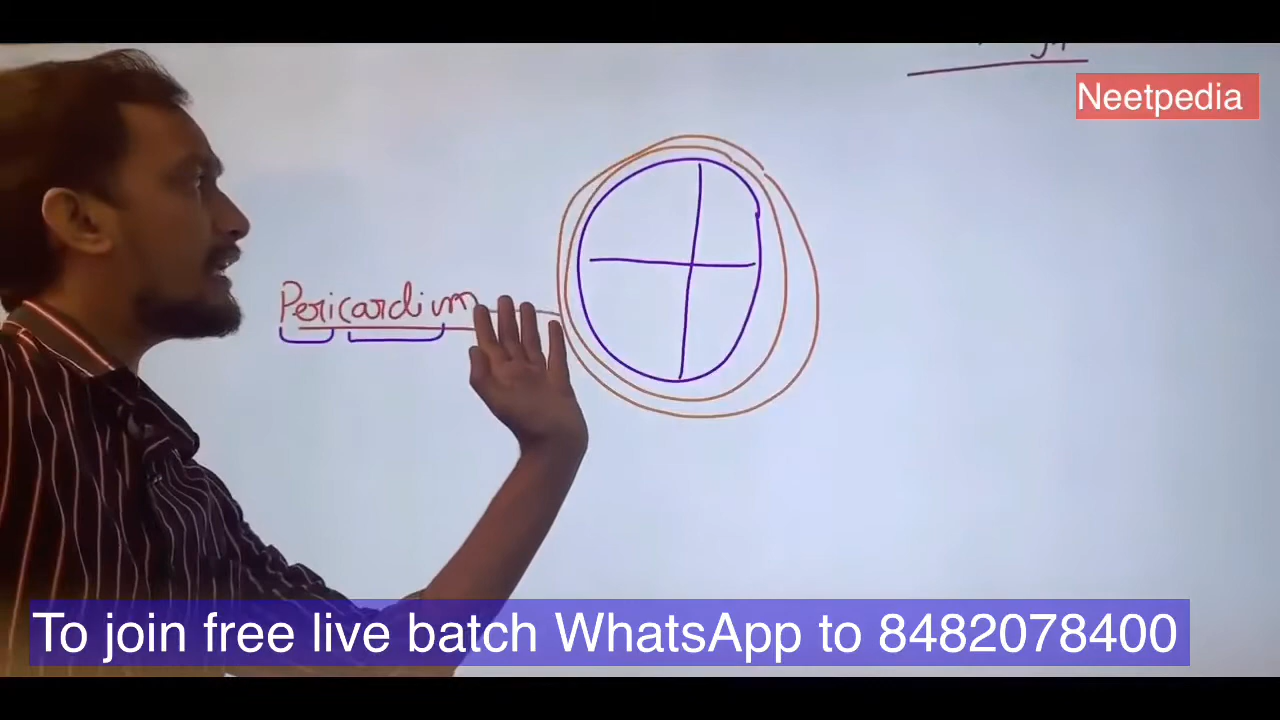 Neetpedia
Pericardium
To join free live batch WhatsApp to 8482078400